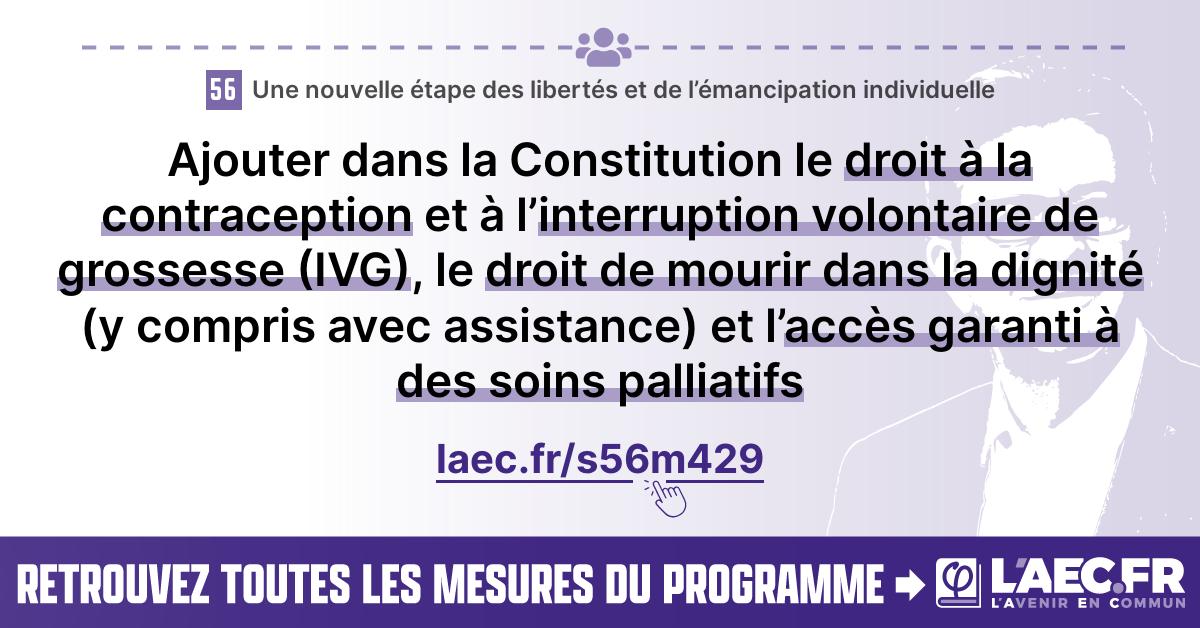 56 Une nouvelle étape des libertés et de l’émancipation individuelle
Ajouter dans la Constitution le droit à la
contraception et à l’interruption volontaire de
grossesse (IVG), le droit de mourir dans la dignité
(y compris avec assistance) et l’accès garanti à
des soins palliatifs
laec.fr/s56m429
RETROUVEZ TOUTES LES MESURES DU PROGRAMME
φ L'AEC.FR
L'AVENIR EN COMMUN